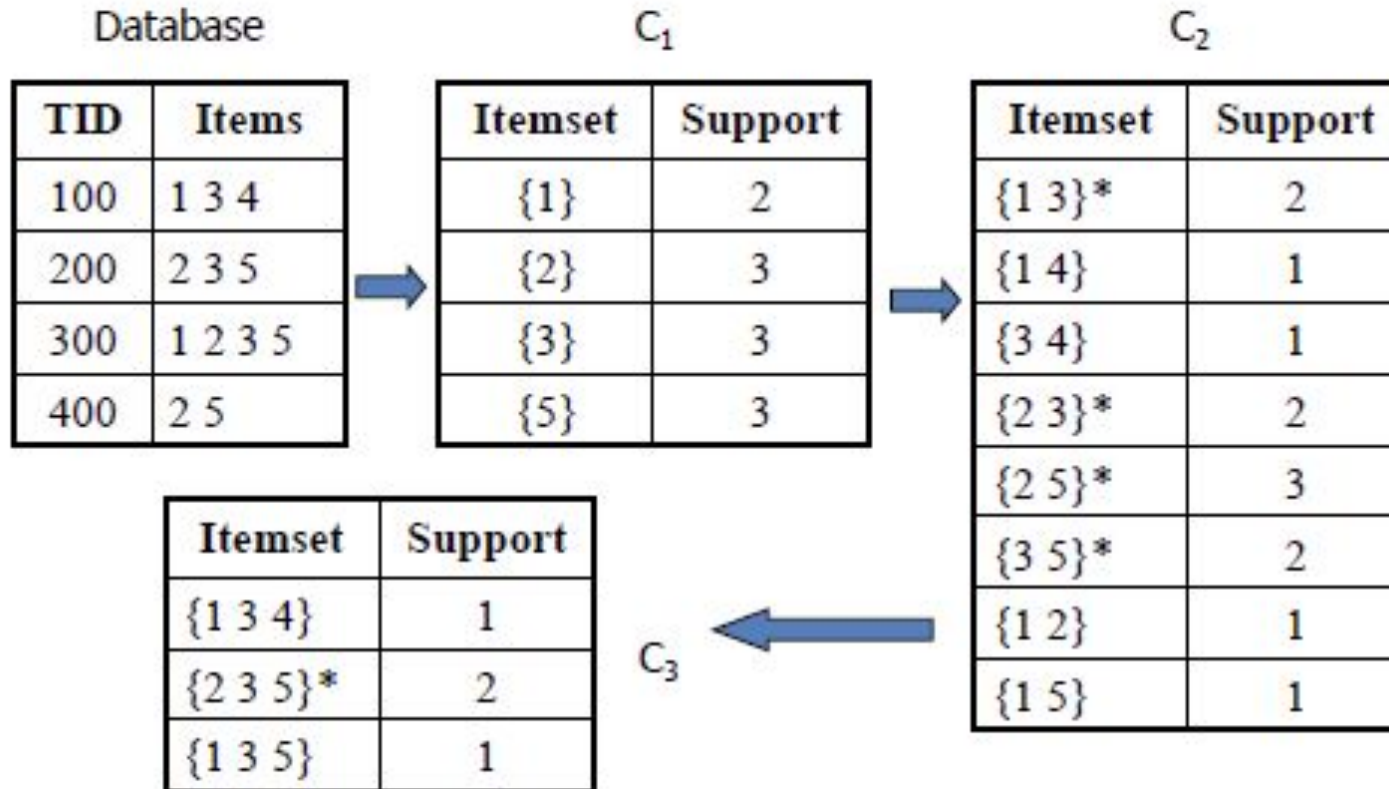 Database
TID Items
100 1 3 4
200 2 3 5
300 1 2 3 5
400 2 5
C₁
Itemset Support
{1} 2
{2} 3
{3} 3
{5} 3
C₂
Itemset Support
{1 3}* 2
{1 4} 1
{3 4} 1
{2 3}* 2
{2 5}* 3
{3 5}* 2
{1 2} 1
{1 5} 1
C₃
Itemset Support
{1 3 4} 1
{2 3 5}* 2
{1 3 5} 1